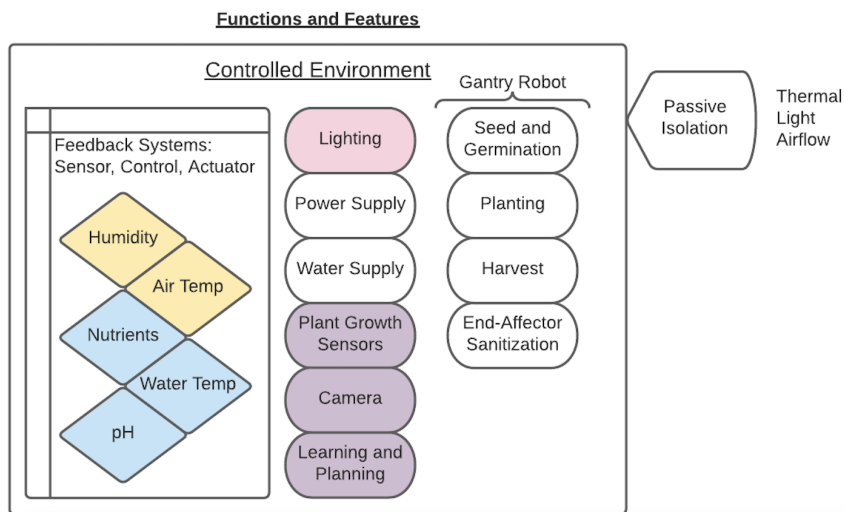 Functions and Features
Controlled Environment
Feedback Systems:
Sensor, Control, Actuator
Humidity
Air Temp
Nutrients
Water Temp
pH
Lighting
Power Supply
Water Supply
Plant Growth
Sensors
Camera
Learning and
Planning
Gantry Robot
Seed and
Germination
Planting
Harvest
End-Affector
Sanitization
Passive
Isolation
Thermal
Light
Airflow